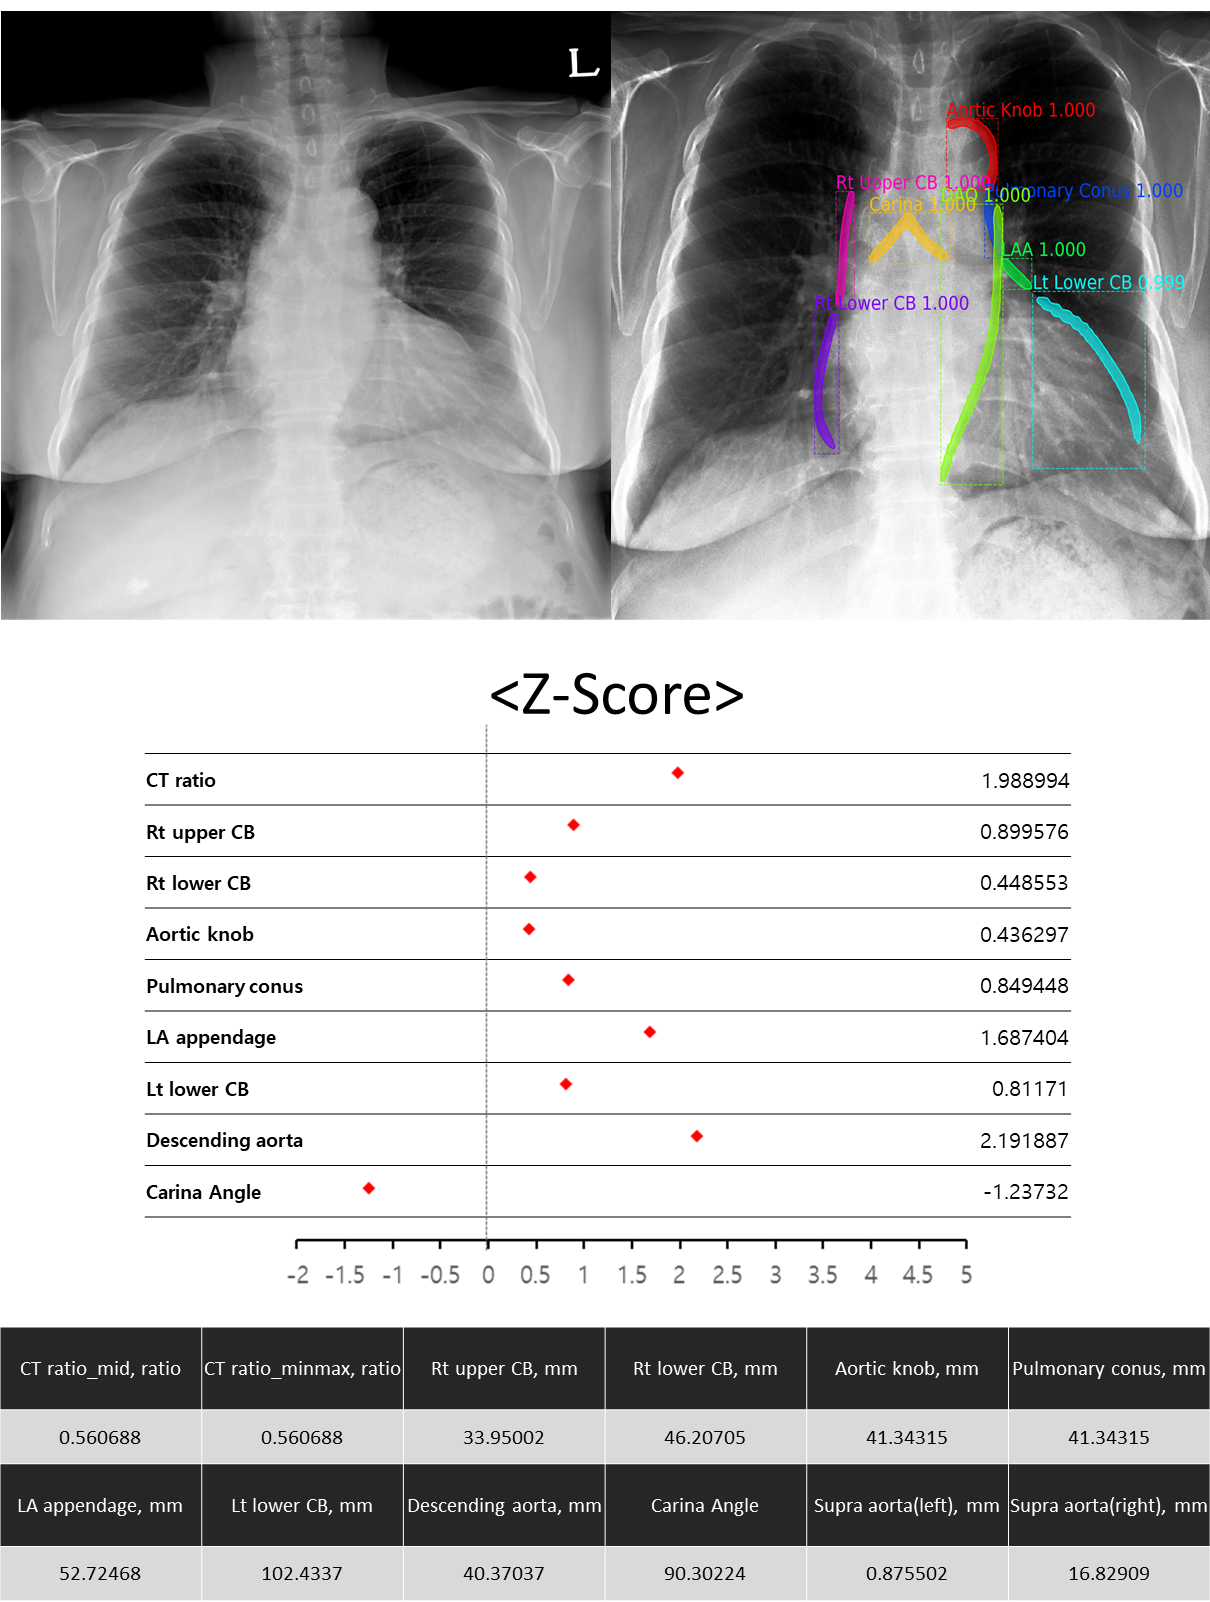 L
Aortic Knob 1.000
Rt Upper CB 1.000
Pulmonary Conus 1.000
DAO 1.000
Carina 1.000
LAA 1.000
Lt Lower CB 0.999
Rt Lower CB 1.000
<Z-Score>
CT ratio 1.988994
Rt upper CB 0.899576
Rt lower CB 0.448553
Aortic knob 0.436297
Pulmonary conus 0.849448
LA appendage 1.687404
Lt lower CB 0.81171
Descending aorta 2.191887
Carina Angle -1.23732
-2 -1.5 -1 -0.5 0 0.5 1 1.5 2 2.5 3 3.5 4 4.5 5
CT ratio_mid, ratio CT ratio_minmax, ratio Rt upper CB, mm Rt lower CB, mm Aortic knob, mm Pulmonary conus, mm
0.560688 0.560688 33.95002 46.20705 41.34315 41.34315
LA appendage, mm Lt lower CB, mm Descending aorta, mm Carina Angle Supra aorta(left), mm Supra aorta(right), mm
52.72468 102.4337 40.37037 90.30224 0.875502 16.82909